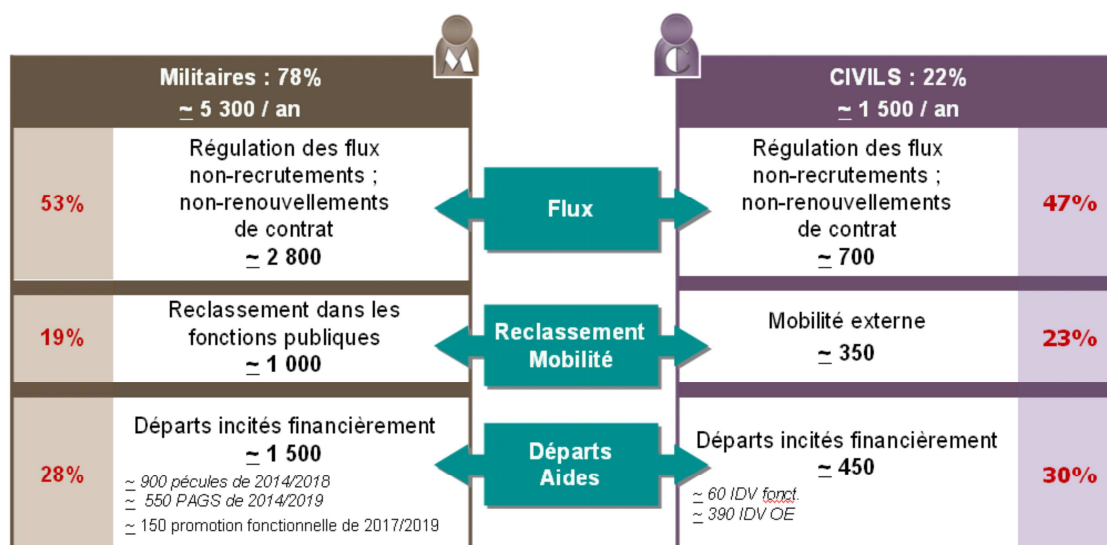 M
C
Militaires : 78%
~ 5 300 / an
CIVILS : 22%
~ 1 500 / an
53%
Régulation des flux
non-recrutements ;
non-renouvellements
de contrat
~ 2 800
Flux
Régulation des flux
non-recrutements ;
non-renouvellements
de contrat
~ 700
47%
19%
Reclassement dans les
fonctions publiques
~ 1 000
Reclassement
Mobilité
Mobilité externe
~ 350
23%
28%
Départs incités financièrement
~ 1 500
~ 900 pécules de 2014/2018
~ 550 PAGS de 2014/2019
~ 150 promotion fonctionnelle de 2017/2019
Départs
Aides
Départs incités financièrement
~ 450
~ 60 IDV fonct.
~ 390 IDV OE
30%